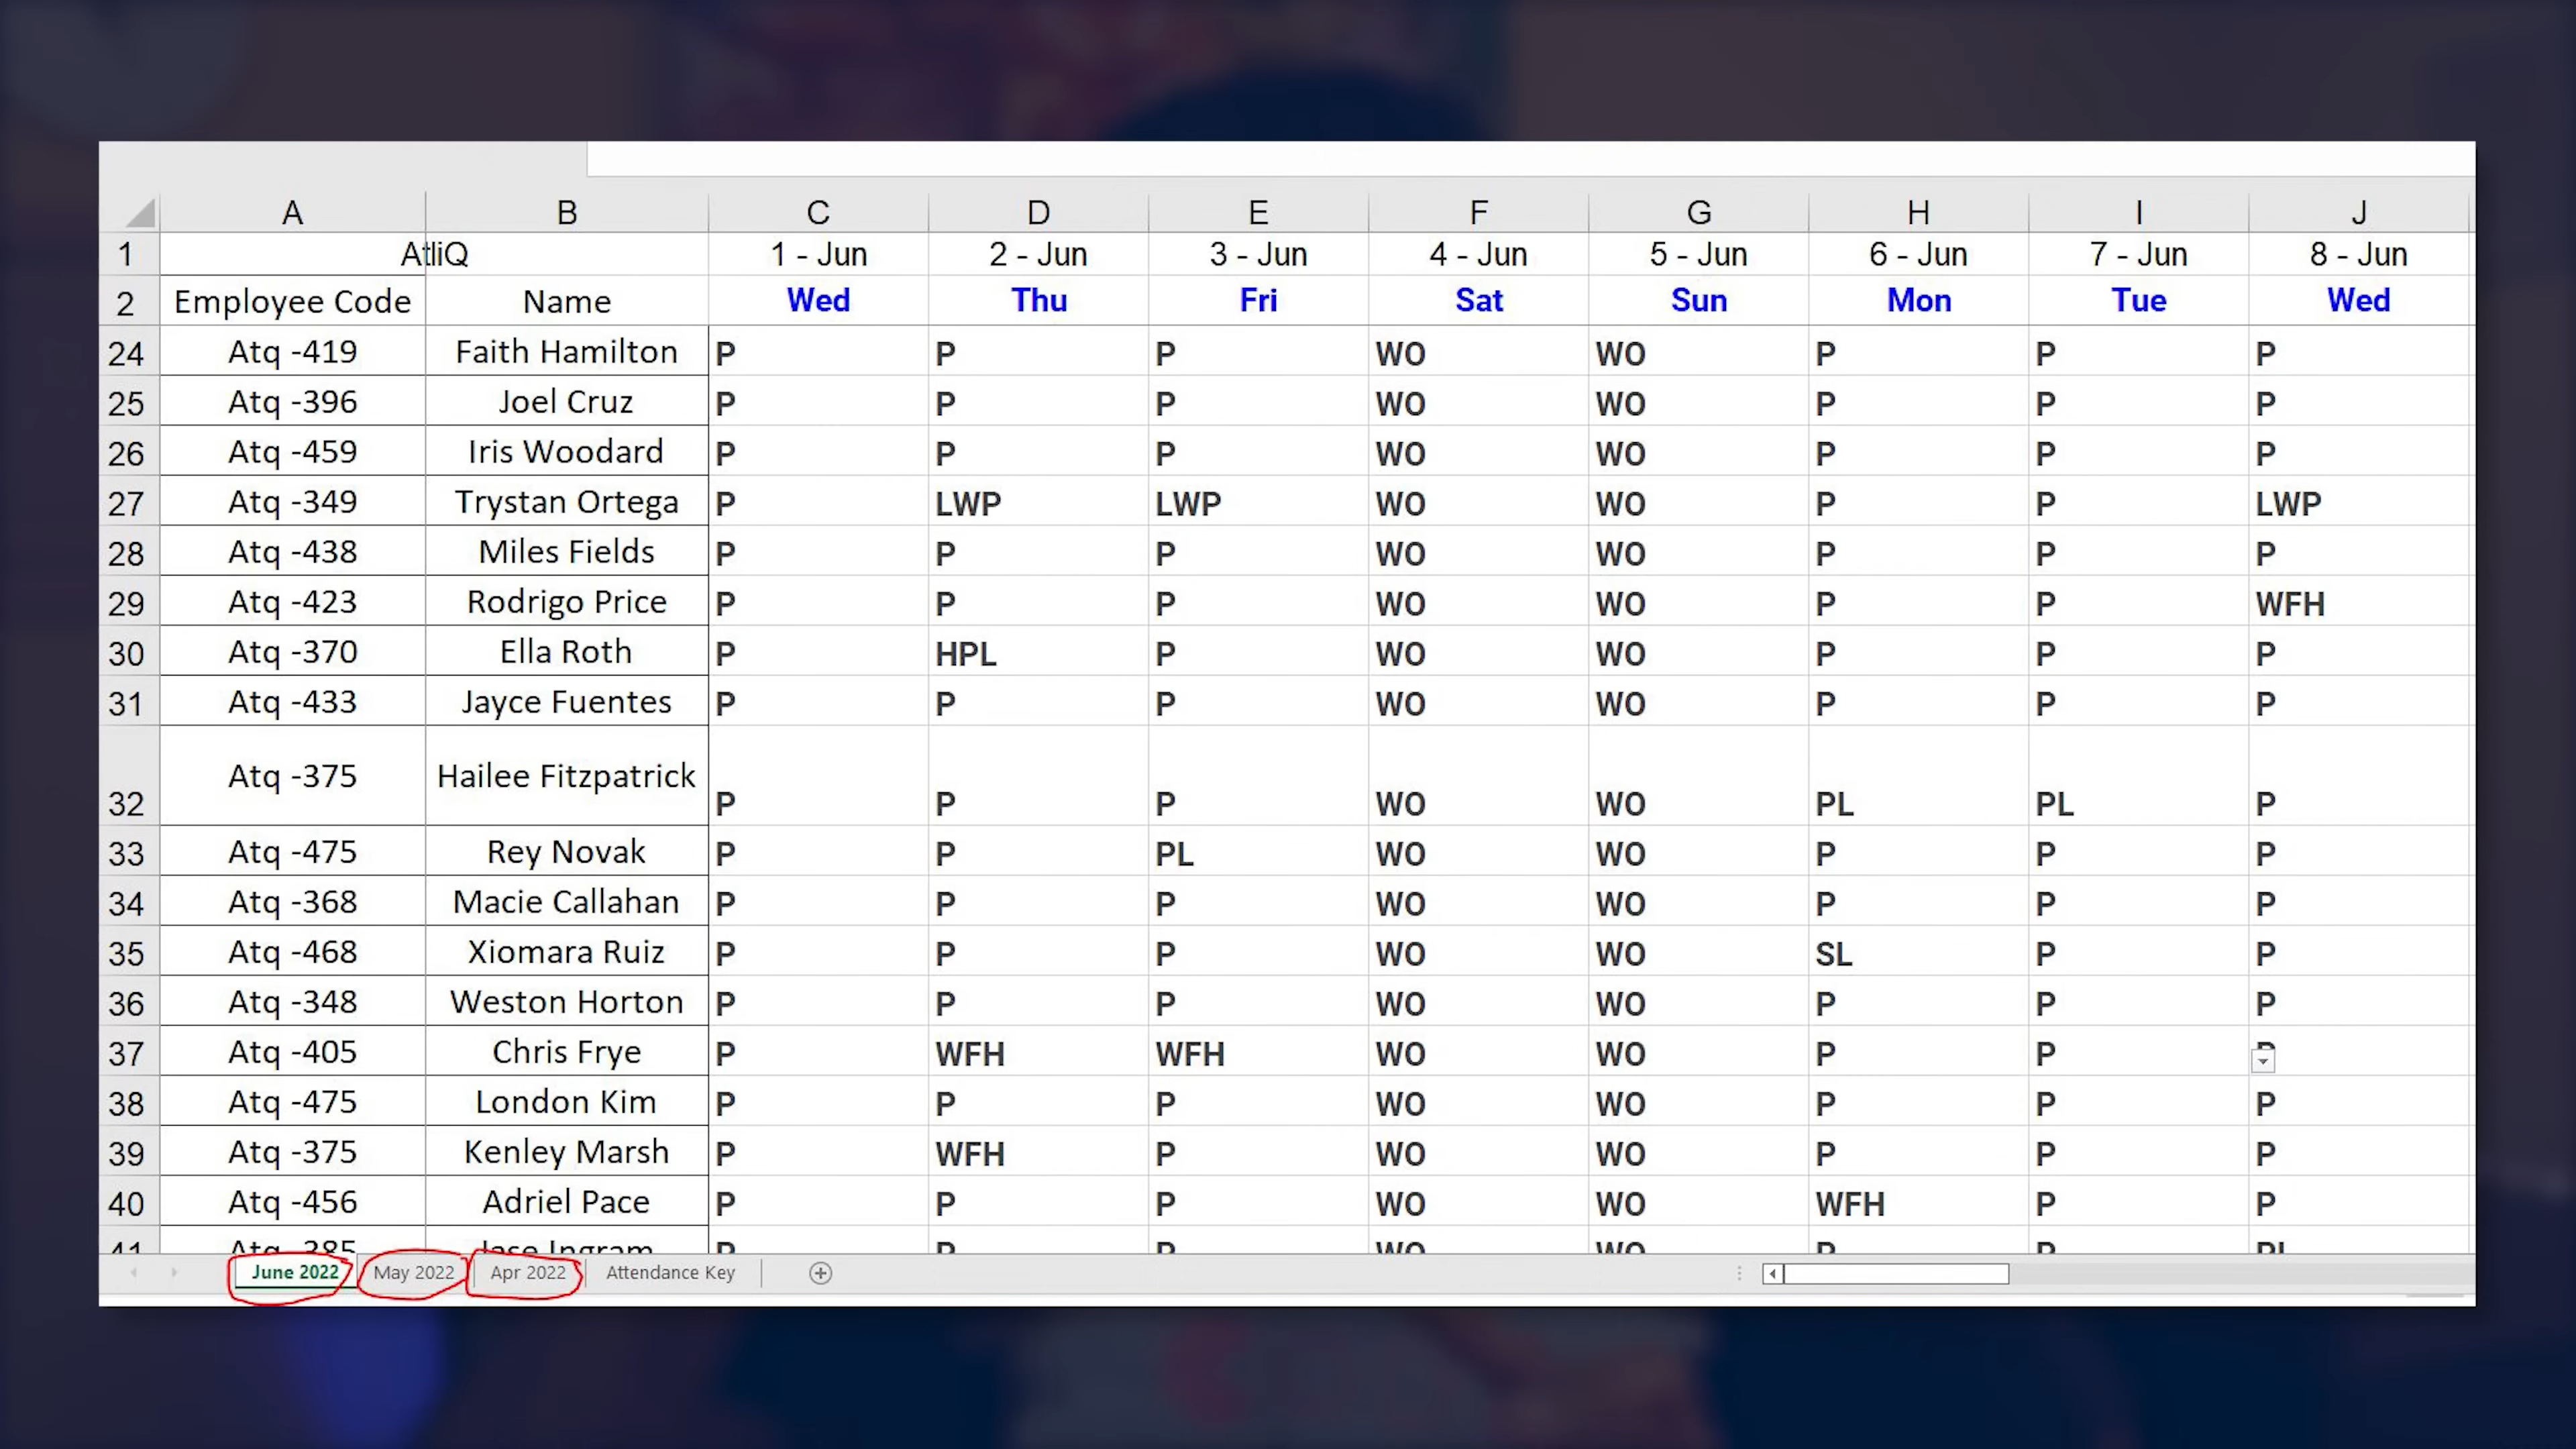 A B C D E F G H I J
1 AtliQ 1 - Jun 2 - Jun 3 - Jun 4 - Jun 5 - Jun 6 - Jun 7 - Jun 8 - Jun
2 Employee Code Name Wed Thu Fri Sat Sun Mon Tue Wed
24 Atq -419 Faith Hamilton P P P WO WO P P P
25 Atq -396 Joel Cruz P P P WO WO P P P
26 Atq -459 Iris Woodard P P P WO WO P P P
27 Atq -349 Trystan Ortega P LWP LWP WO WO P P LWP
28 Atq -438 Miles Fields P P P WO WO P P P
29 Atq -423 Rodrigo Price P P P WO WO P P WFH
30 Atq -370 Ella Roth P HPL P WO WO P P P
31 Atq -433 Jayce Fuentes P P P WO WO P P P
32 Atq -375 Hailee Fitzpatrick P P P WO WO PL PL P
33 Atq -475 Rey Novak P P PL WO WO P P P
34 Atq -368 Macie Callahan P P P WO WO P P P
35 Atq -468 Xiomara Ruiz P P P WO WO SL P P
36 Atq -348 Weston Horton P P P WO WO P P P
37 Atq -405 Chris Frye P WFH WFH WO WO P P P
38 Atq -475 London Kim P P P WO WO P P P
39 Atq -375 Kenley Marsh P WFH P WO WO P P P
40 Atq -456 Adriel Pace P P P WO WO WFH P P
41 Atq -385 Jase Ingram P P P WO WO P P PL
June 2022 May 2022 Apr 2022 Attendance Key